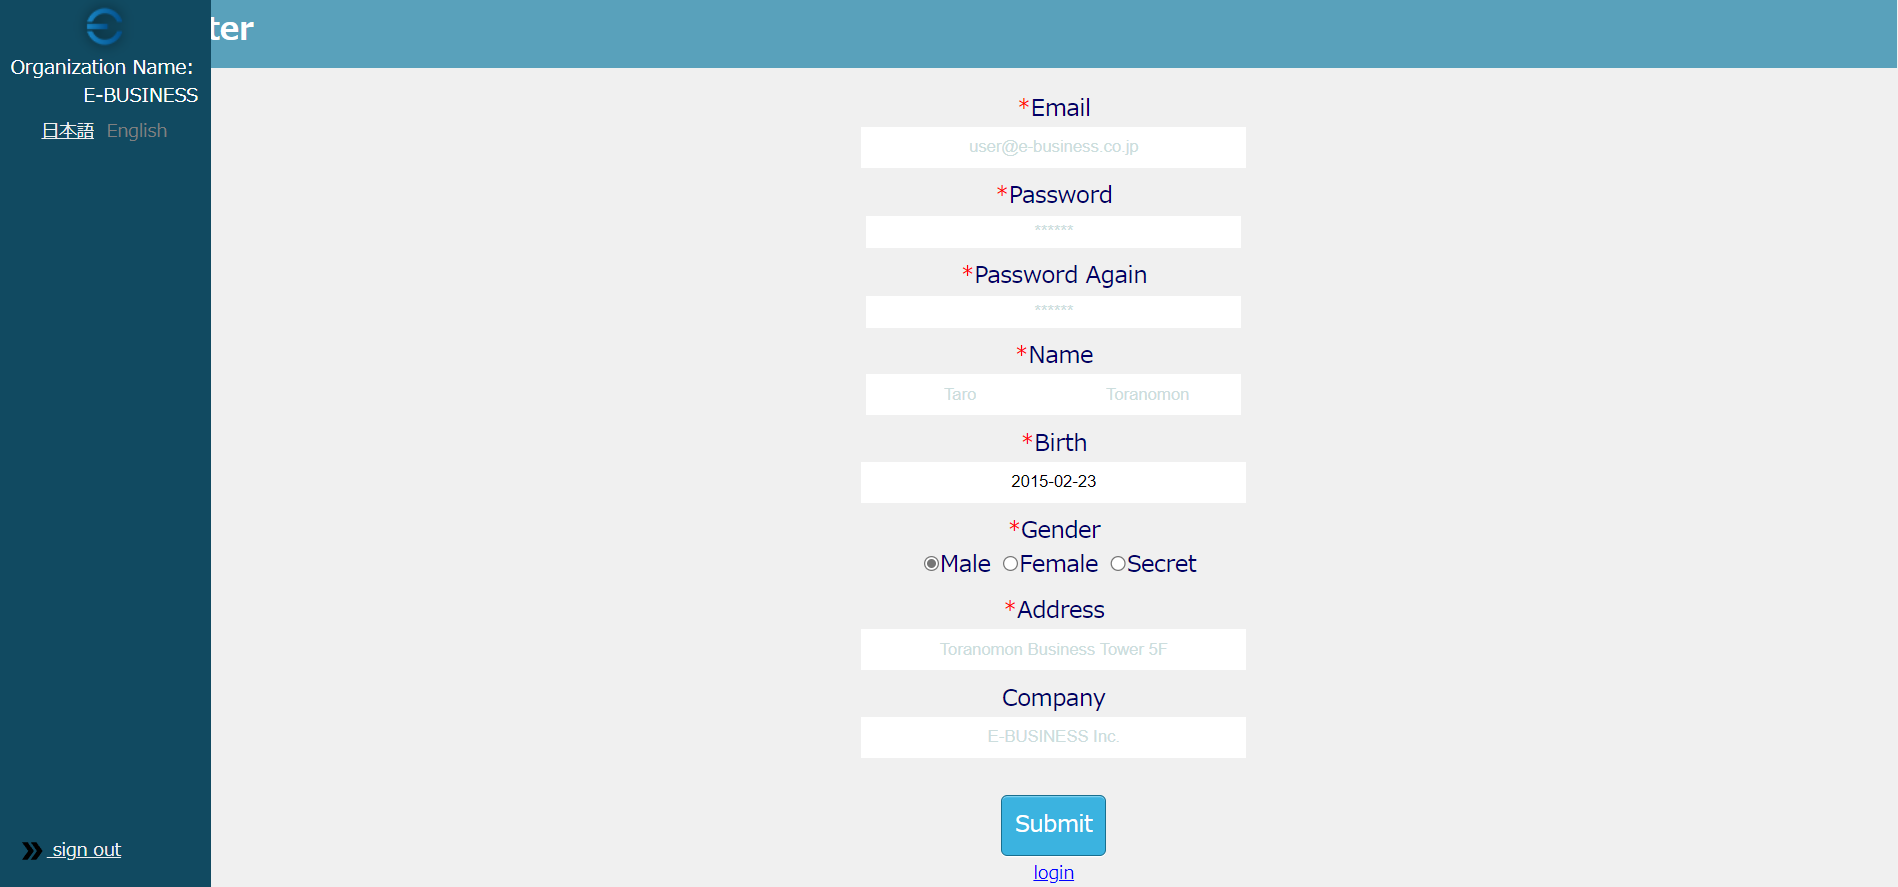 ter
Organization Name:
E-BUSINESS
日本語 English
*Email
user@e-business.co.jp
*Password
******
*Password Again
******
*Name
Taro Toranomon
*Birth
2015-02-23
*Gender
Male Female Secret
*Address
Toranomon Business Tower 5F
Company
E-BUSINESS Inc.
Submit
login
sign out